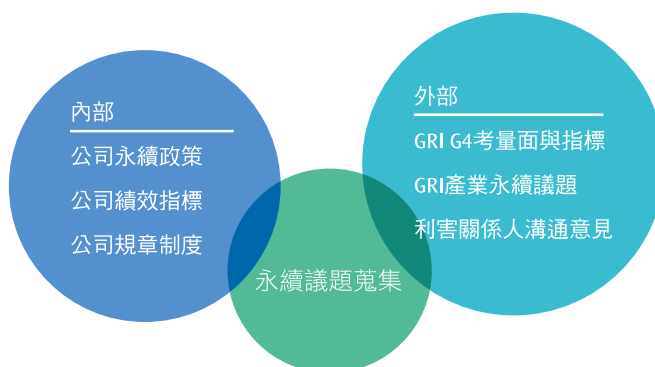 內部
公司永續政策
公司績效指標
公司規章制度
外部
GRI G4考量面與指標
GRI產業永續議題
利害關係人溝通意見
永續議題蒐集